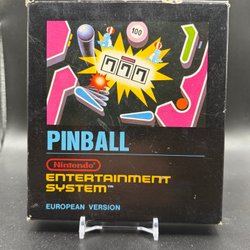 100
777
PINBALL
Nintendo®
ENTERTAINMENT
SYSTEM™
EUROPEAN VERSION